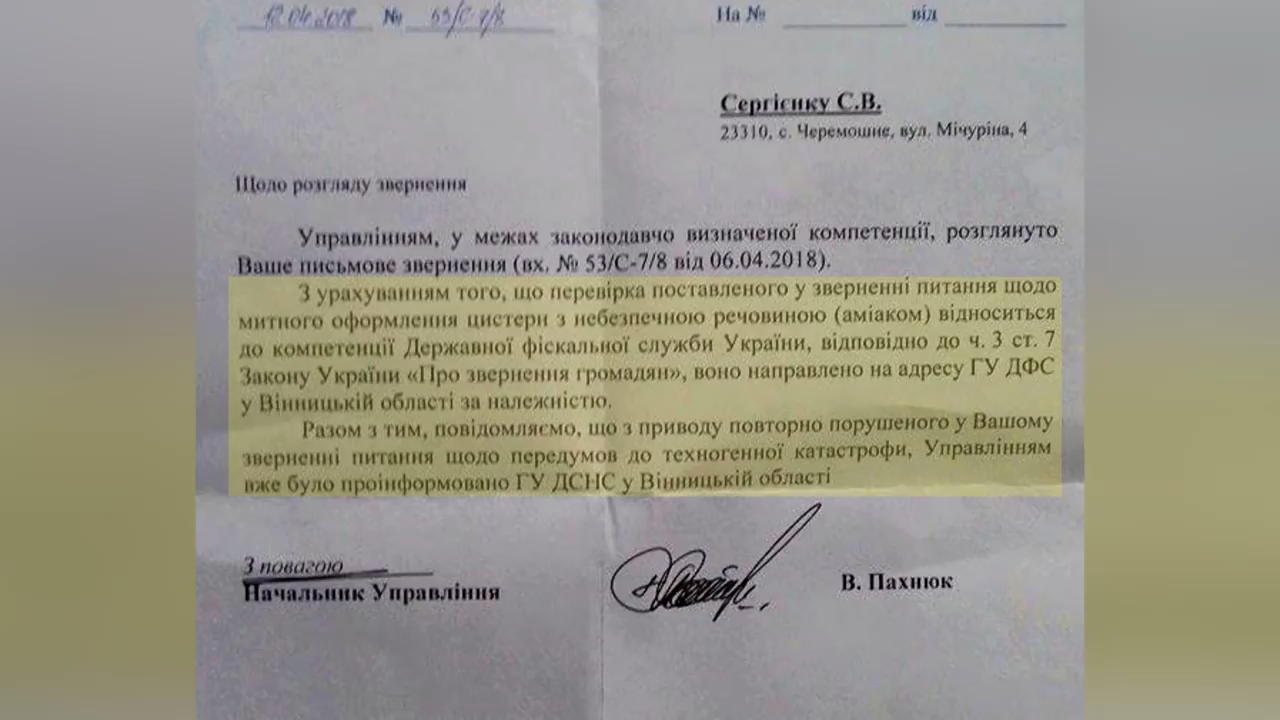 12.04.2018 № 53/С-7/8 На № від
Сергієнку С.В.
23310, с. Черемошне, вул. Мічуріна, 4
Щодо розгляду звернення
Управлінням, у межах законодавчо визначеної компетенції, розглянуто
Ваше письмове звернення (вх. № 53/С-7/8 від 06.04.2018).
З урахуванням того, що перевірка поставленого у зверненні питання щодо
митного оформлення цистерн з небезпечною речовиною (аміаком) відноситься
до компетенції Державної фіскальної служби України, відповідно до ч. 3 ст. 7
Закону України «Про звернення громадян», воно направлено на адресу ГУ ДФС
у Вінницькій області за належністю.
Разом з тим, повідомляємо, що з приводу повторно порушеного у Вашому
зверненні питання щодо передумов до техногенної катастрофи, Управлінням
вже було проінформовано ГУ ДСНС у Вінницькій області
З повагою
Начальник Управління В. Пахнюк